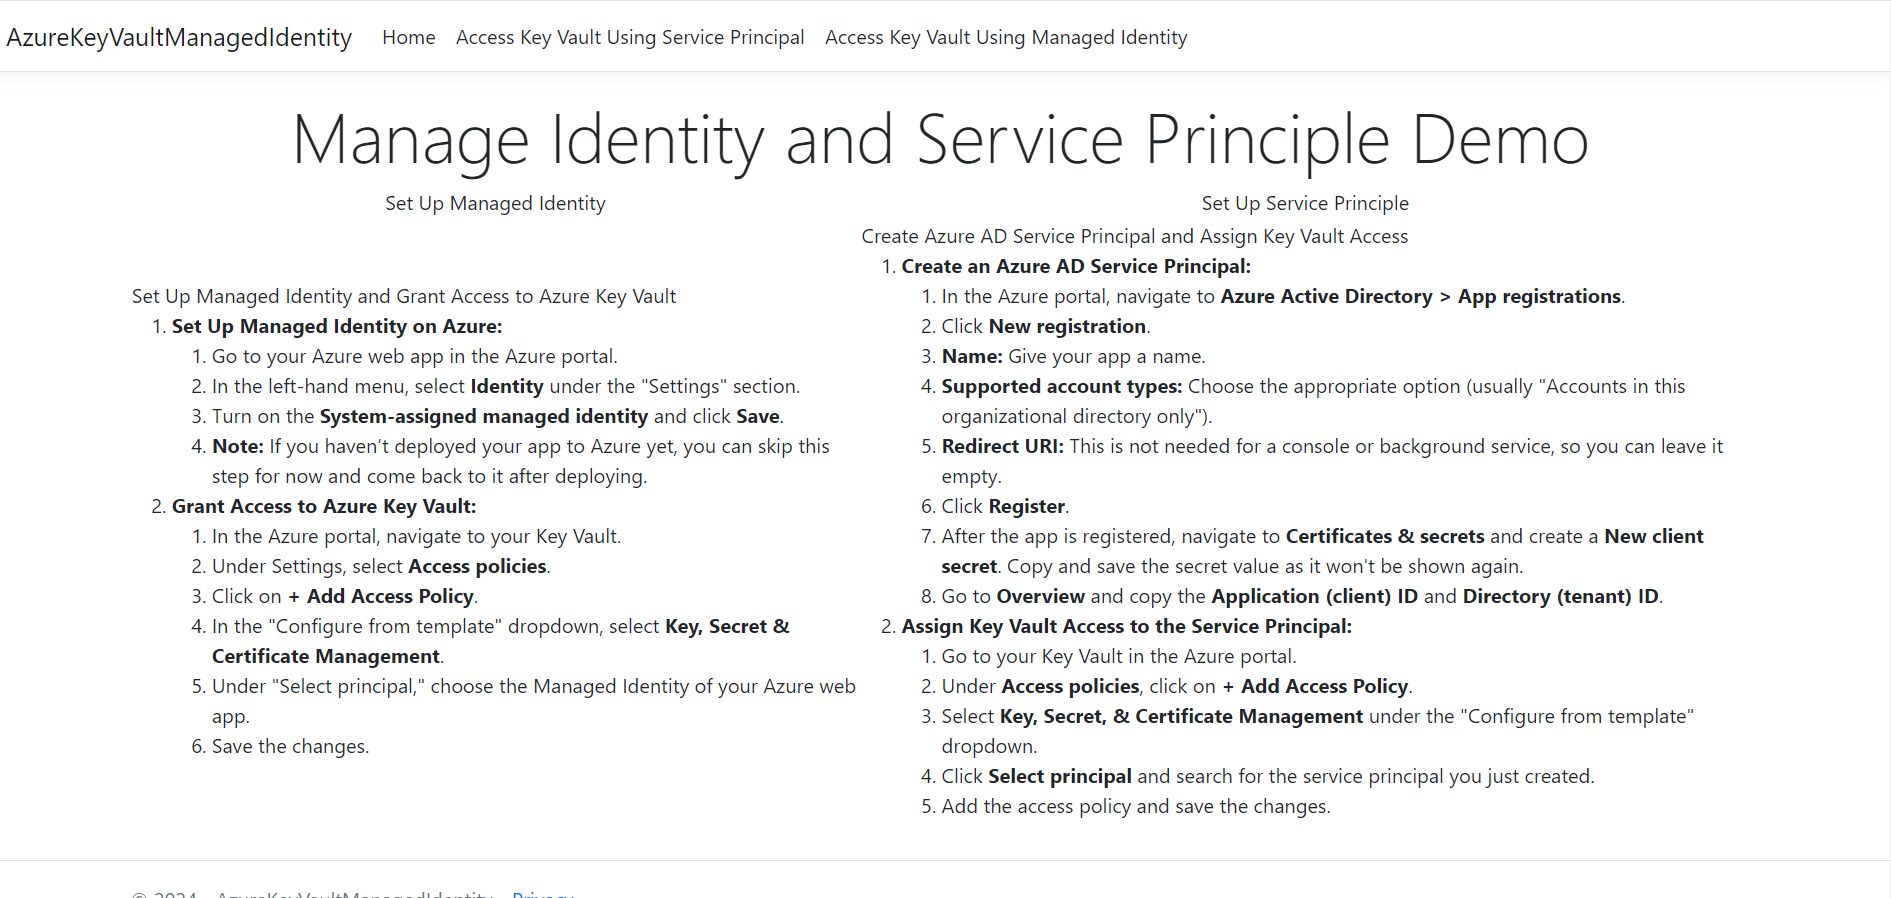 AzureKeyVaultManagedIdentity Home Access Key Vault Using Service Principal Access Key Vault Using Managed Identity
Manage Identity and Service Principle Demo
Set Up Managed Identity
Set Up Managed Identity and Grant Access to Azure Key Vault
1. Set Up Managed Identity on Azure:
1. Go to your Azure web app in the Azure portal.
2. In the left-hand menu, select Identity under the "Settings" section.
3. Turn on the System-assigned managed identity and click Save.
4. Note: If you haven’t deployed your app to Azure yet, you can skip this
step for now and come back to it after deploying.
2. Grant Access to Azure Key Vault:
1. In the Azure portal, navigate to your Key Vault.
2. Under Settings, select Access policies.
3. Click on + Add Access Policy.
4. In the "Configure from template" dropdown, select Key, Secret &
Certificate Management.
5. Under "Select principal," choose the Managed Identity of your Azure web
app.
6. Save the changes.
Set Up Service Principle
Create Azure AD Service Principal and Assign Key Vault Access
1. Create an Azure AD Service Principal:
1. In the Azure portal, navigate to Azure Active Directory > App registrations.
2. Click New registration.
3. Name: Give your app a name.
4. Supported account types: Choose the appropriate option (usually "Accounts in this
organizational directory only").
5. Redirect URI: This is not needed for a console or background service, so you can leave it
empty.
6. Click Register.
7. After the app is registered, navigate to Certificates & secrets and create a New client
secret. Copy and save the secret value as it won't be shown again.
8. Go to Overview and copy the Application (client) ID and Directory (tenant) ID.
2. Assign Key Vault Access to the Service Principal:
1. Go to your Key Vault in the Azure portal.
2. Under Access policies, click on + Add Access Policy.
3. Select Key, Secret, & Certificate Management under the "Configure from template"
dropdown.
4. Click Select principal and search for the service principal you just created.
5. Add the access policy and save the changes.
© 2024 - AzureKeyVaultManagedIdentity - Privacy